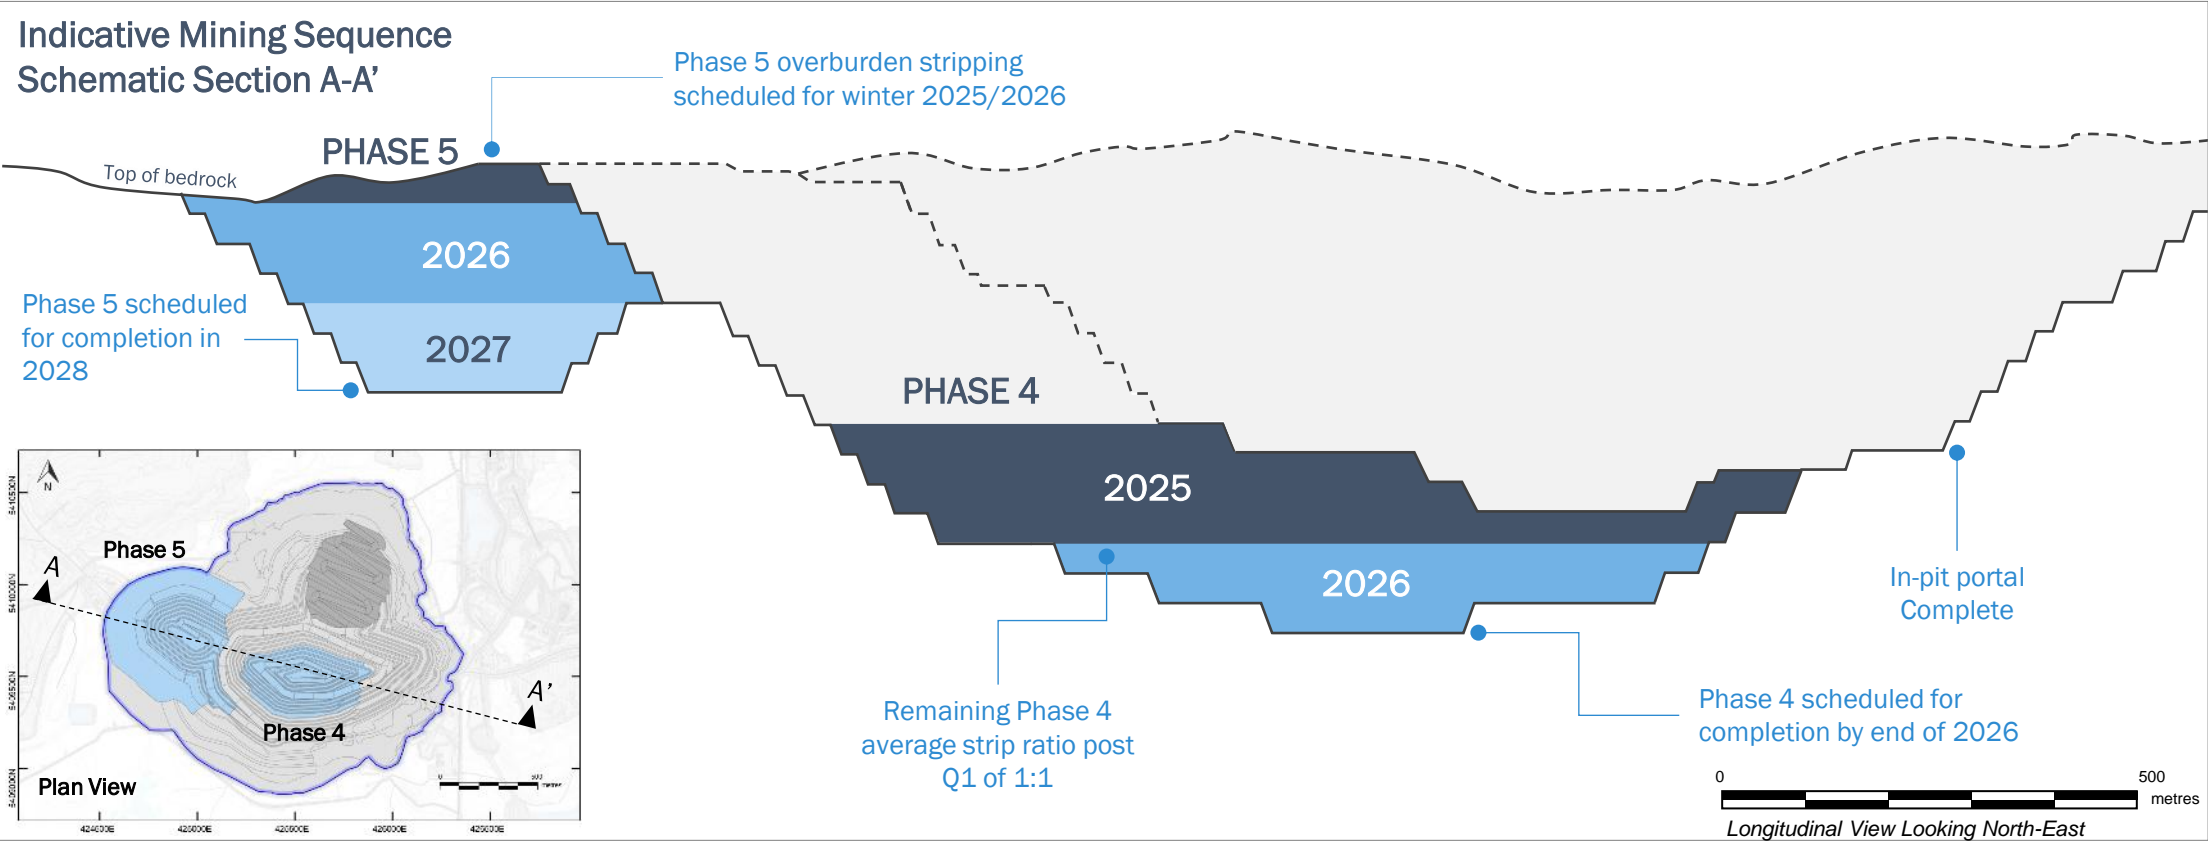 Indicative Mining Sequence
Schematic Section A-A’
Phase 5 overburden stripping
scheduled for winter 2025/2026
PHASE 5
Top of bedrock
2026
2027
Phase 5 scheduled
for completion in
2028
PHASE 4
2025
2026
In-pit portal
Complete
Remaining Phase 4
average strip ratio post
Q1 of 1:1
Phase 4 scheduled for
completion by end of 2026
0
500
metres
Longitudinal View Looking North-East
N
Phase 5
A
A’
Phase 4
Plan View
0
500
metres